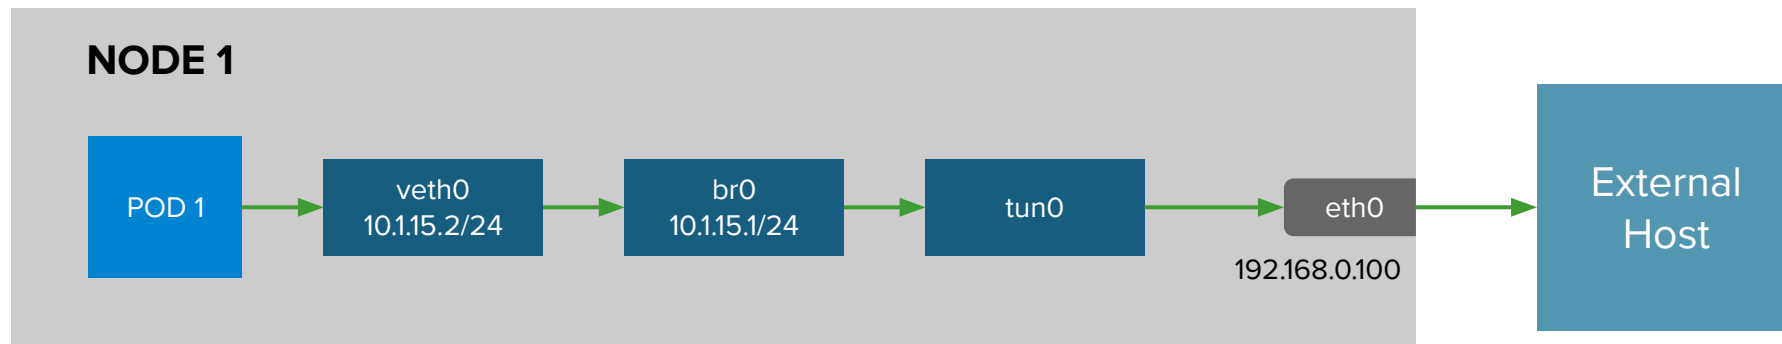 NODE 1
POD 1
veth0
10.1.15.2/24
br0
10.1.15.1/24
tun0
eth0
192.168.0.100
External
Host